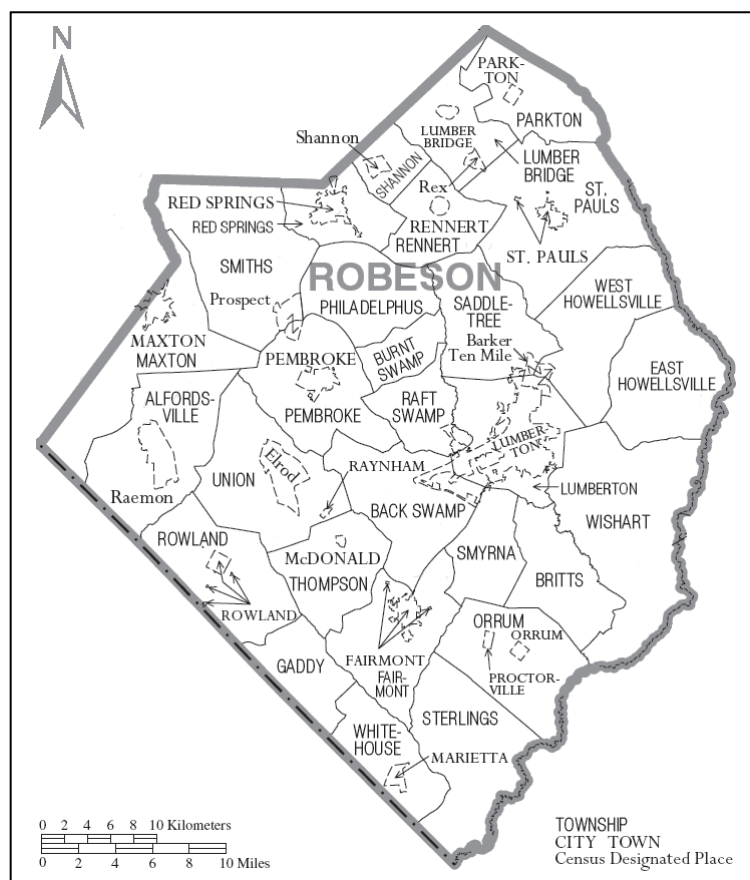 N
PARK-
TON
PARKTON
LUMBER
BRIDGE
LUMBER
BRIDGE
Shannon
SHANNON
Rex
ST.
PAULS
RED SPRINGS
RED SPRINGS
RENNERT
RENNERT
ST. PAULS
SMITHS
ROBESON
PHILADELPHUS
SADDLE-
TREE
WEST
HOWELLSVILLE
Prospect
MAXTON
MAXTON
PEMBROKE
BURNT
SWAMP
Barker
Ten Mile
EAST
HOWELLSVILLE
ALFORDS-
VILLE
PEMBROKE
RAFT
SWAMP
LUMBER-
TON
Elrod
RAYNHAM
UNION
Raemon
LUMBERTON
BACK SWAMP
WISHART
ROWLAND
McDONALD
THOMPSON
SMYRNA
BRITTS
ROWLAND
ORRUM
ORRUM
FAIRMONT
FAIR-
MONT
GADDY
PROCTOR-
VILLE
STERLINGS
WHITE-
HOUSE
MARIETTA
0 2 4 6 8 10 Kilometers
0 2 4 6 8 10 Miles
TOWNSHIP
CITY TOWN
Census Designated Place